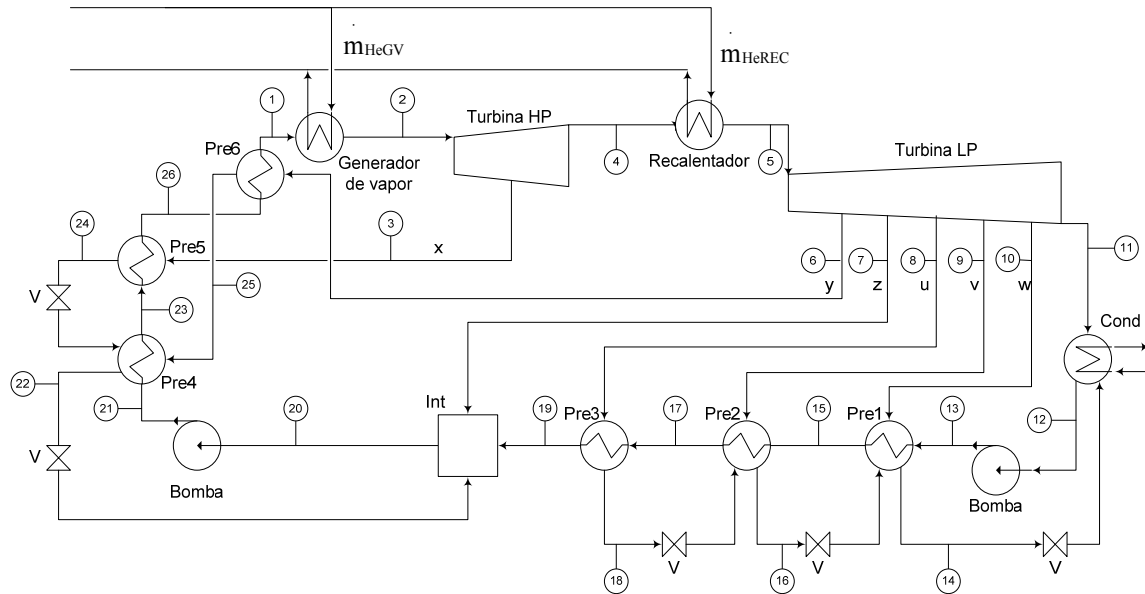 ṁHeGV
ṁHeREC
1
2
Turbina HP
4
Recalentador
5
Turbina LP
Pre6
Generador
de vapor
26
24
Pre5
3
x
6
7
8
9
10
11
y
z
u
v
w
V
25
23
Cond
22
Pre4
21
20
Int
19
Pre3
17
Pre2
15
Pre1
13
12
V
Bomba
Bomba
18
V
16
V
14
V